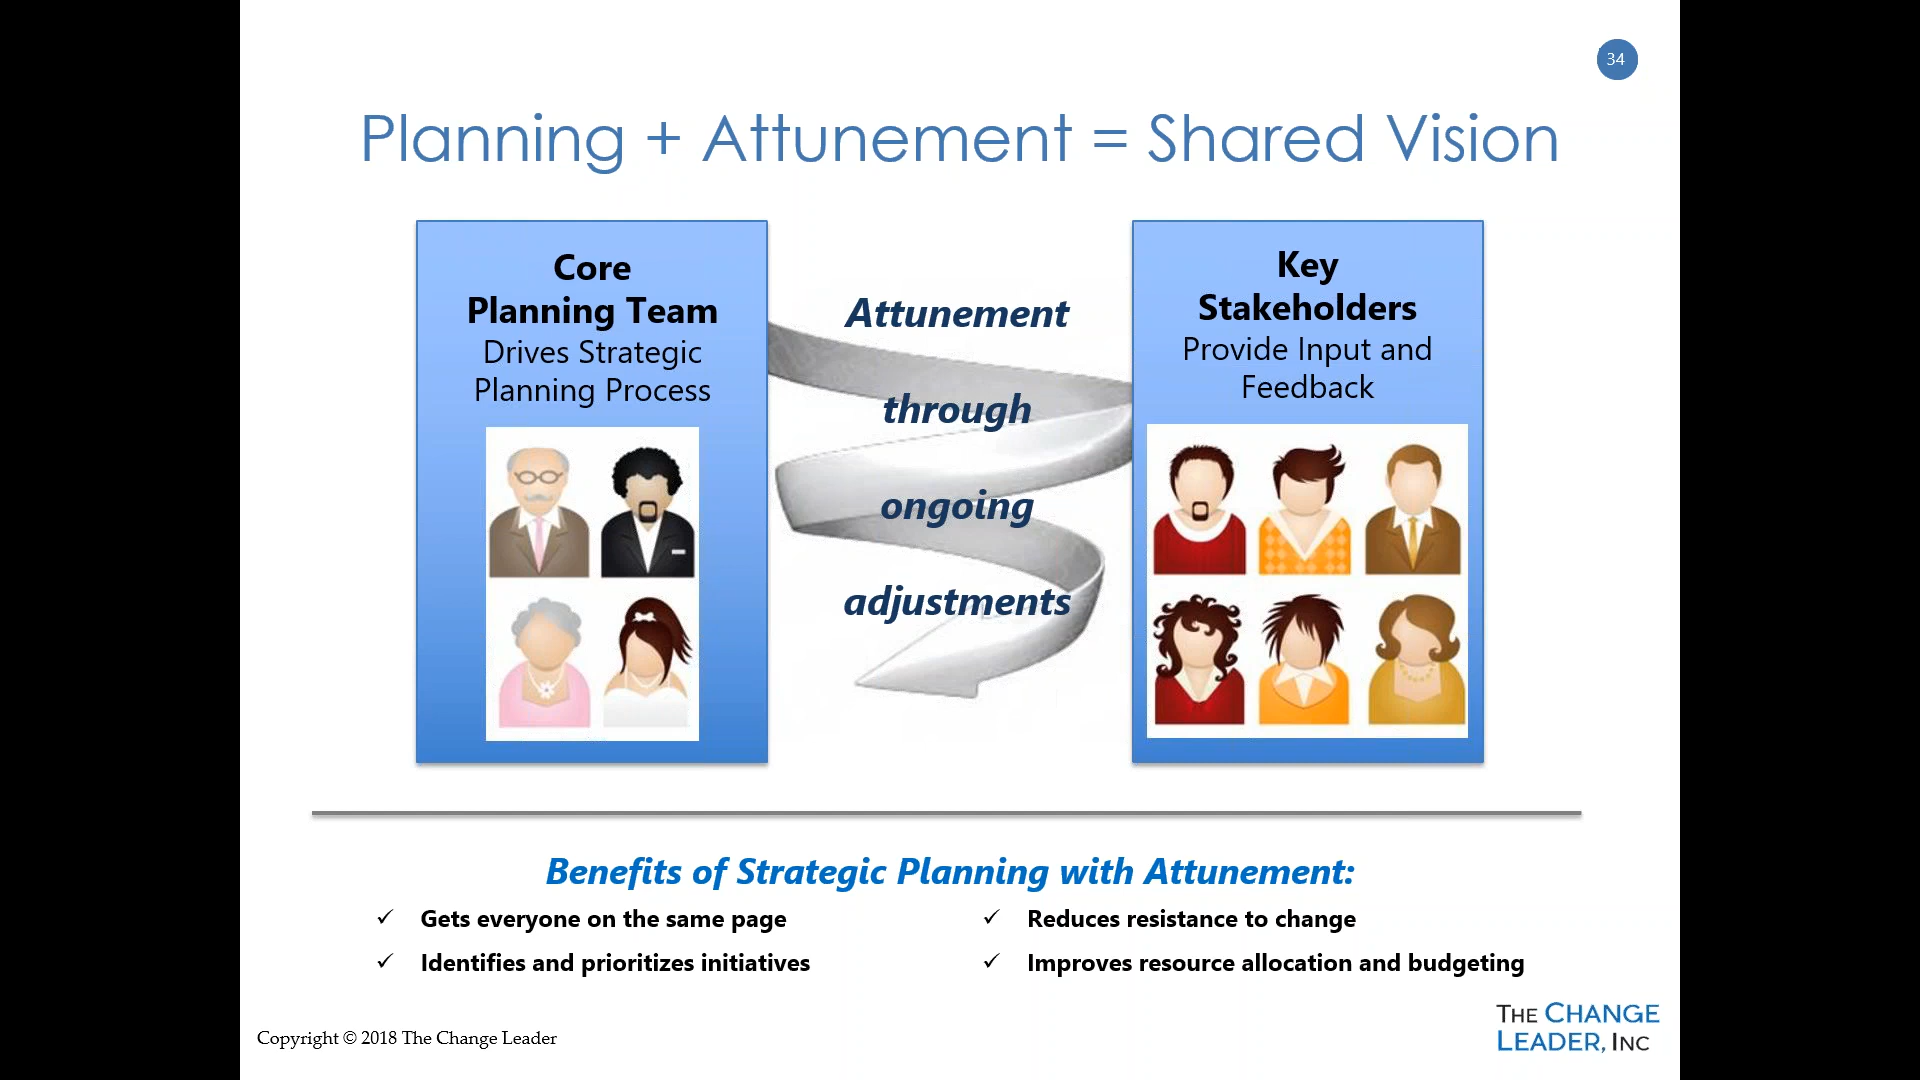 34
Planning + Attunement = Shared Vision
Core
Planning Team
Drives Strategic
Planning Process
Attunement
through
ongoing
adjustments
Key
Stakeholders
Provide Input and
Feedback
Benefits of Strategic Planning with Attunement:
✓ Gets everyone on the same page
✓ Identifies and prioritizes initiatives
✓ Reduces resistance to change
✓ Improves resource allocation and budgeting
Copyright © 2018 The Change Leader
THE CHANGE
LEADER, INC